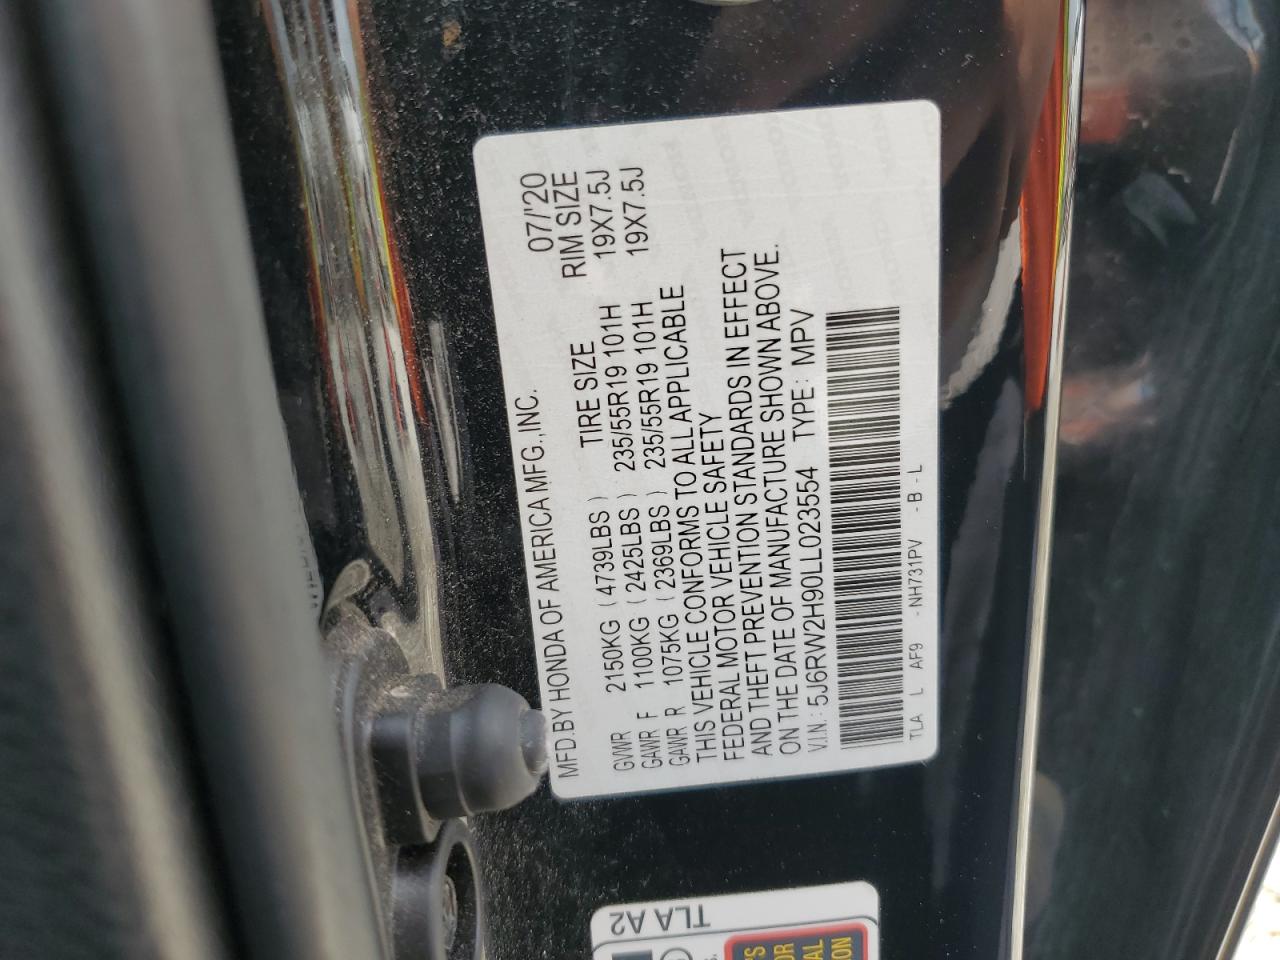 MFD.BY HONDA OF AMERICA MFG.,INC. 07/'20
TIRE SIZE RIM SIZE
GVWR 2150KG ( 4739LBS )
GAWR F 1100KG ( 2425LBS ) 235/55R19 101H 19X7.5J
GAWR R 1075KG ( 2369LBS ) 235/55R19 101H 19X7.5J
THIS VEHICLE CONFORMS TO ALL APPLICABLE
FEDERAL MOTOR VEHICLE SAFETY
AND THEFT PREVENTION STANDARDS IN EFFECT
ON THE DATE OF MANUFACTURE SHOWN ABOVE.
V.I.N.: 5J6RW2H90LL023554 TYPE: MPV
TLA L AF9 - NH731PV - B - L
TLA A2